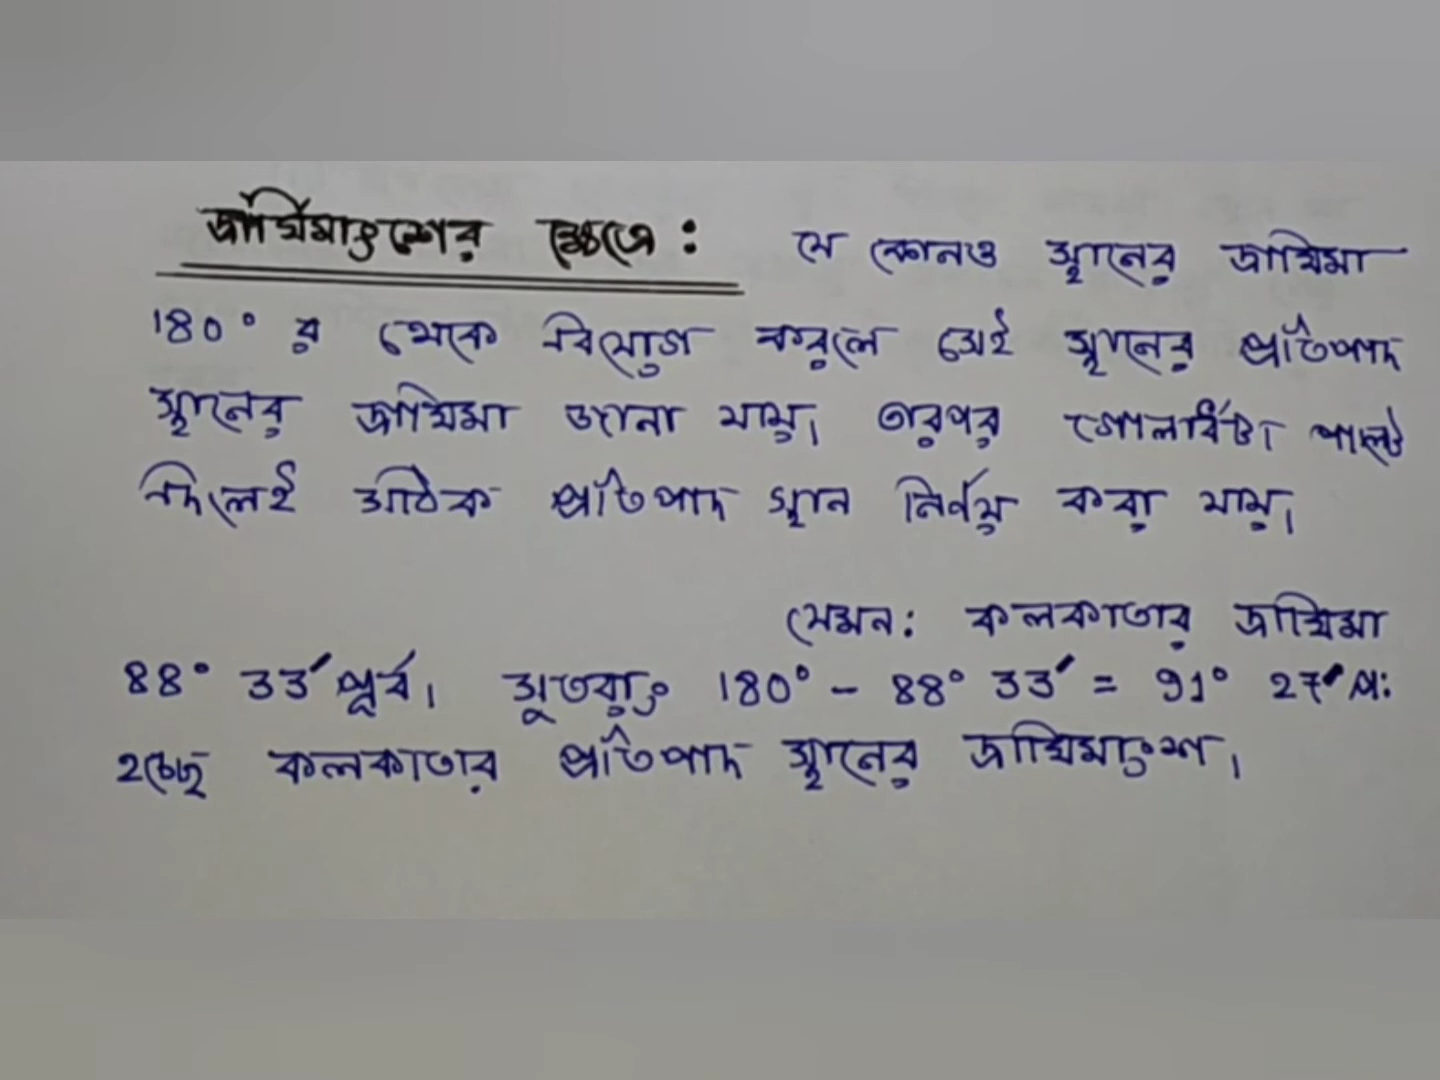 দ্রাঘিমাংশের ক্ষেত্রে : যে কোনও স্থানের দ্রাঘিমা
180° র থেকে বিয়োগ করলে সেই স্থানের প্রতিপাদ
স্থানের দ্রাঘিমা জানা যায়। তারপর গোলার্ধটা পাল্টে
দিলেই সঠিক প্রতিপাদ স্থান নির্ণয় করা যায়।
যেমন: কলকাতার দ্রাঘিমা
88° 33′ পূর্ব। সুতরাং 180° - 88° 33′ = 91° 27′ প:
হচ্ছে কলকাতার প্রতিপাদ স্থানের দ্রাঘিমাংশ।